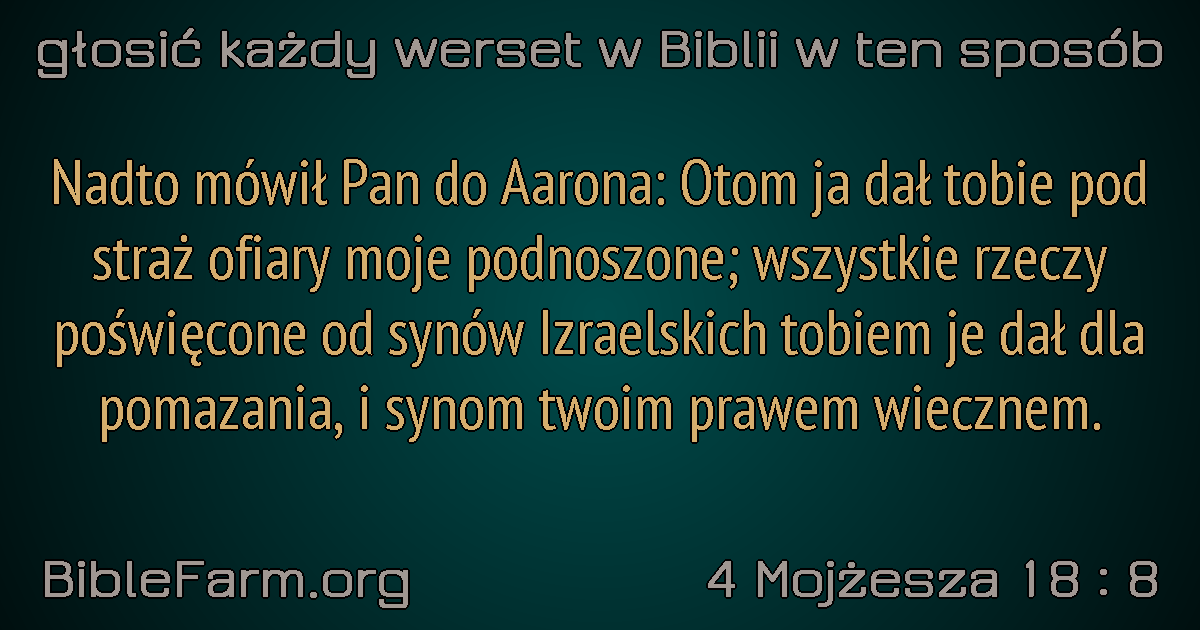 głosić każdy werset w Biblii w ten sposób
Nadto mówił Pan do Aarona: Otom ja dał tobie pod
straż ofiary moje podnoszone; wszystkie rzeczy
poświęcone od synów Izraelskich tobiem je dał dla
pomazania, i synom twoim prawem wiecznem.
BibleFarm.org
4 Mojżesza 18 : 8